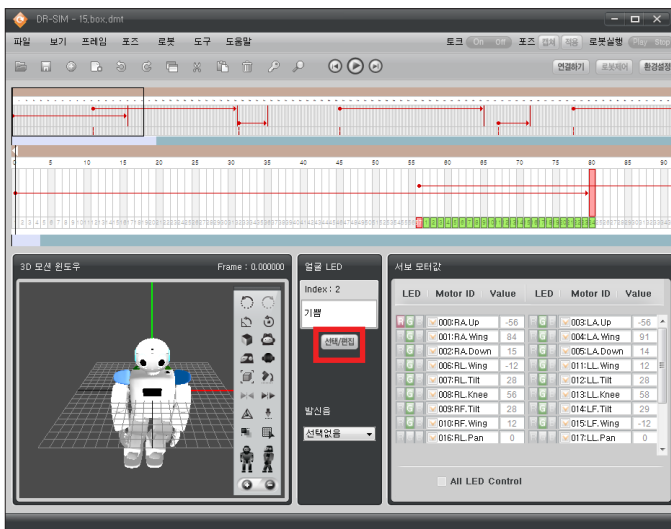 DR-SIM - 15.box.dmt
파일 보기 프레임 포즈 로봇 도구 도움말 토크 On Off 포즈 전체 적용 로봇실행 Play Stop
연결하기 로봇제어 환경설정
0 5 10 15 20 25 30 35 40 45 50 55 60 65 70 75 80 85 90
3D 모션 윈도우 Frame : 0.000000
얼굴 LED
Index : 2
기쁨
선택/편집
발신음
선택없음
서보 모터값
LED Motor ID Value LED Motor ID Value
R G 000:RA.Up -56 G 003:LA.Up -56
G 001:RA.Wing 84 G 004:LA.Wing 91
G 002:RA.Down 15 G 005:LA.Down 14
G 006:RL.Wing -12 G 011:LL.Wing 12
G 007:RL.Tilt 28 G 012:LL.Tilt 28
G 008:RL.Knee 56 G 013:LL.Knee 58
G 009:RF.Tilt 28 G 014:LF.Tilt 29
G 010:RF.Wing 12 G 015:LF.Wing -12
016:RL.Pan 0 017:LL.Pan 0
All LED Control